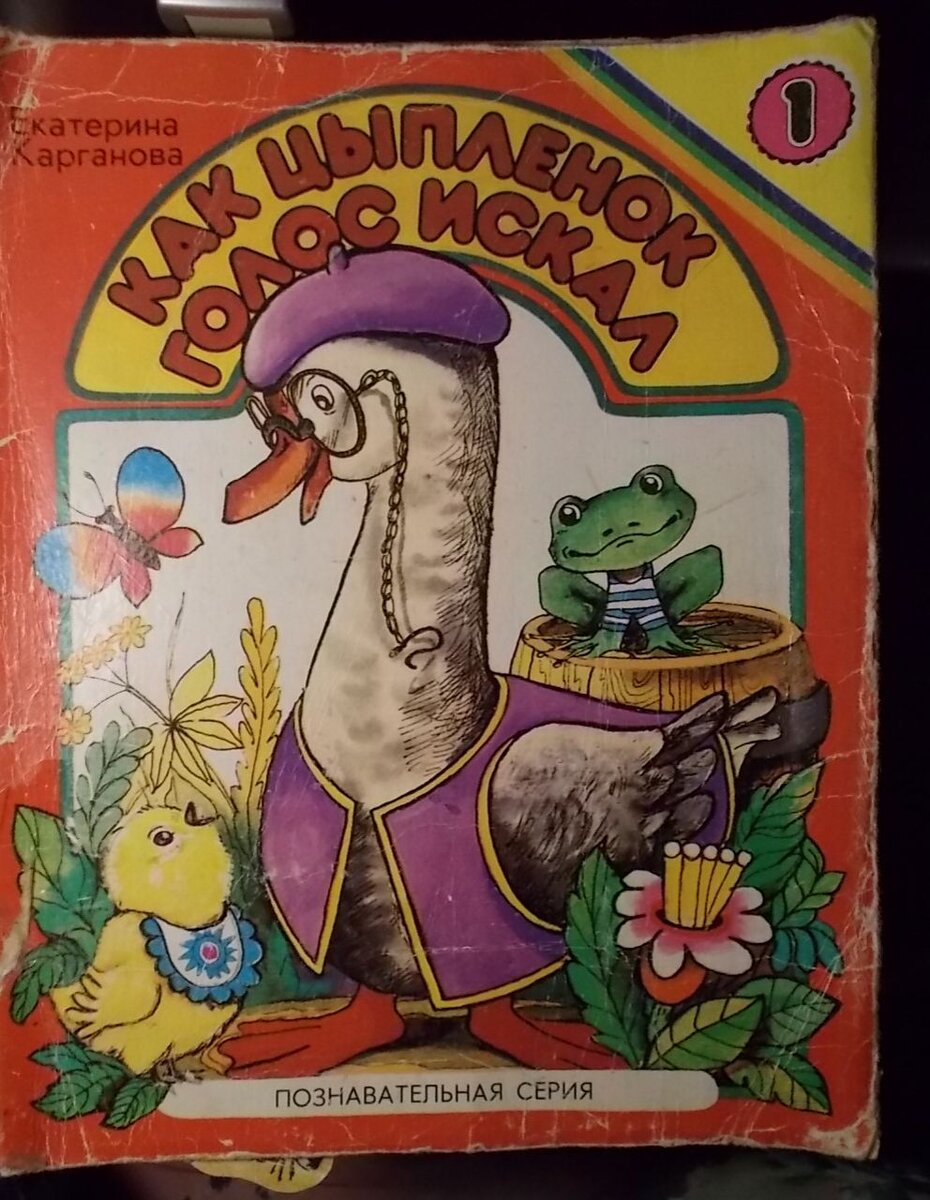 Екатерина
Карганова
1
КАК ЦЫПЛЕНОК
ГОЛОС ИСКАЛ
ПОЗНАВАТЕЛЬНАЯ СЕРИЯ